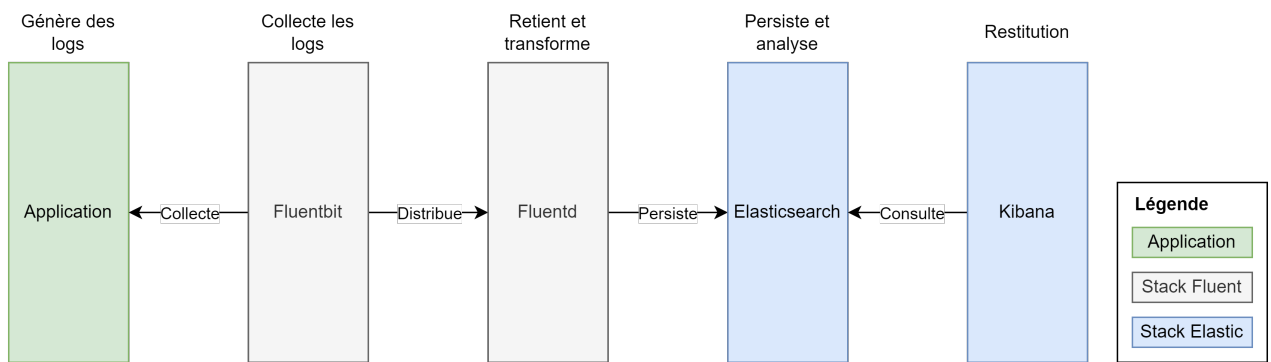 Génère des
logs
Collecte les
logs
Retient et
transforme
Persiste et
analyse
Restitution
Application
Collecte
Fluentbit
Distribue
Fluentd
Persiste
Elasticsearch
Consulte
Kibana
Légende
Application
Stack Fluent
Stack Elastic